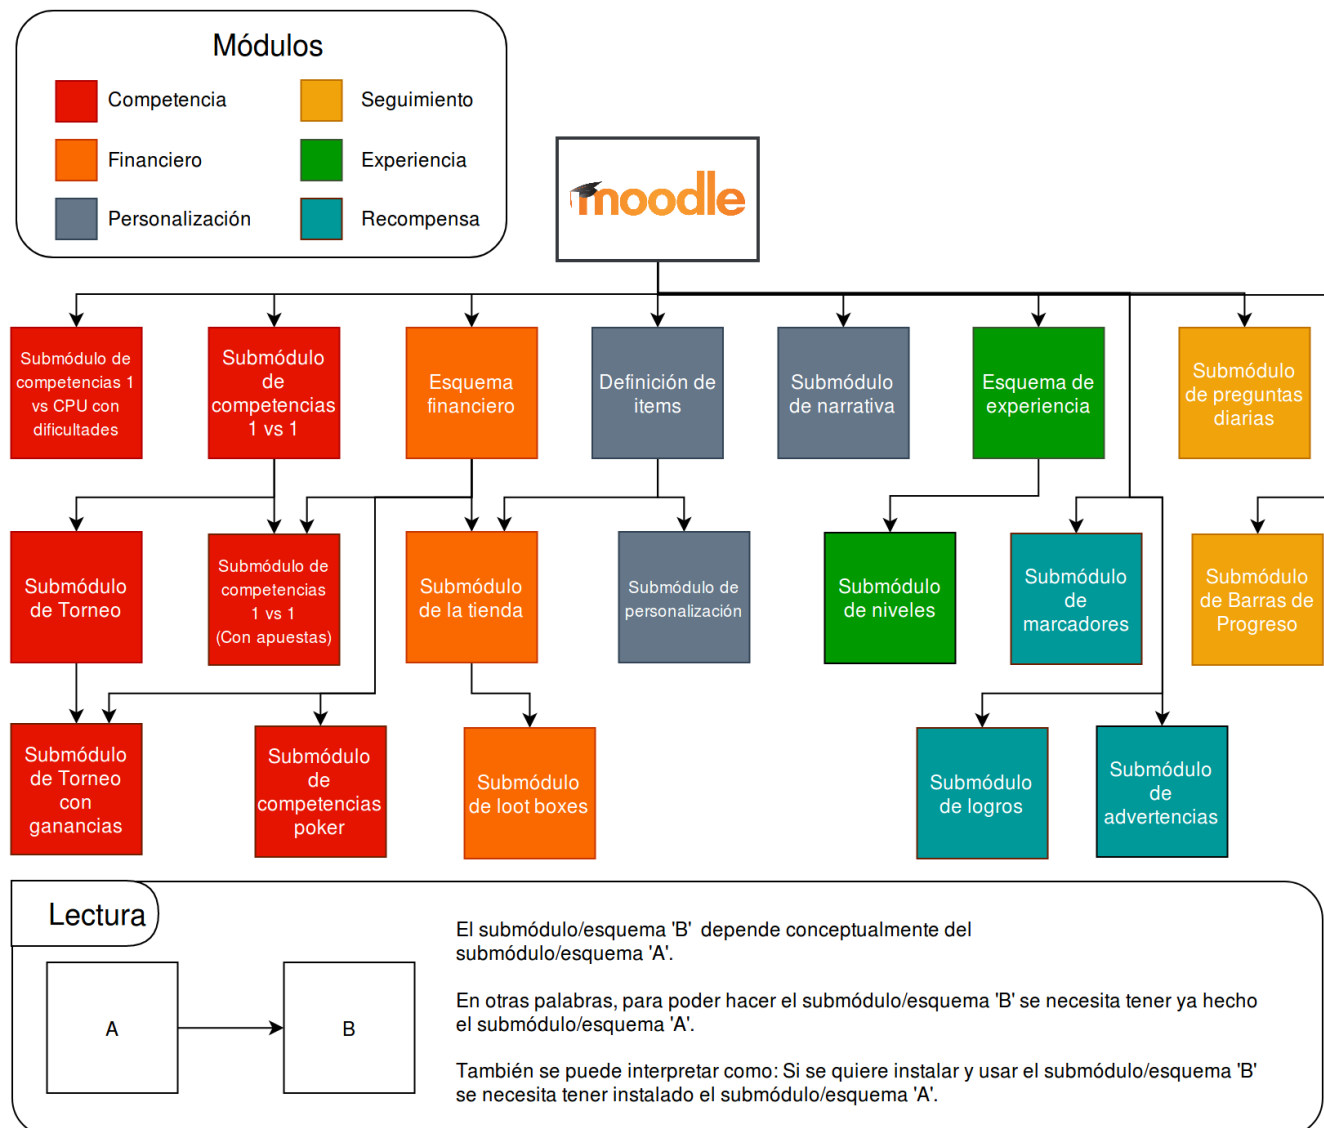 Módulos
Competencia
Seguimiento
Financiero
Experiencia
Personalización
Recompensa
moodle
Submódulo de
competencias 1
vs CPU con
dificultades
Submódulo
de
competencias
1 vs 1
Esquema
financiero
Definición de
items
Submódulo
de narrativa
Esquema de
experiencia
Submódulo
de preguntas
diarias
Submódulo
de Torneo
Submódulo de
competencias
1 vs 1
(Con apuestas)
Submódulo
de la tienda
Submódulo de
personalización
Submódulo
de niveles
Submódulo
de
marcadores
Submódulo
de Barras de
Progreso
Submódulo
de Torneo
con
ganancias
Submódulo
de
competencias
poker
Submódulo
de loot boxes
Submódulo
de logros
Submódulo
de
advertencias
Lectura
A
B
El submódulo/esquema 'B' depende conceptualmente del
submódulo/esquema 'A'.
En otras palabras, para poder hacer el submódulo/esquema 'B' se necesita tener ya hecho
el submódulo/esquema 'A'.
También se puede interpretar como: Si se quiere instalar y usar el submódulo/esquema 'B'
se necesita tener instalado el submódulo/esquema 'A'.